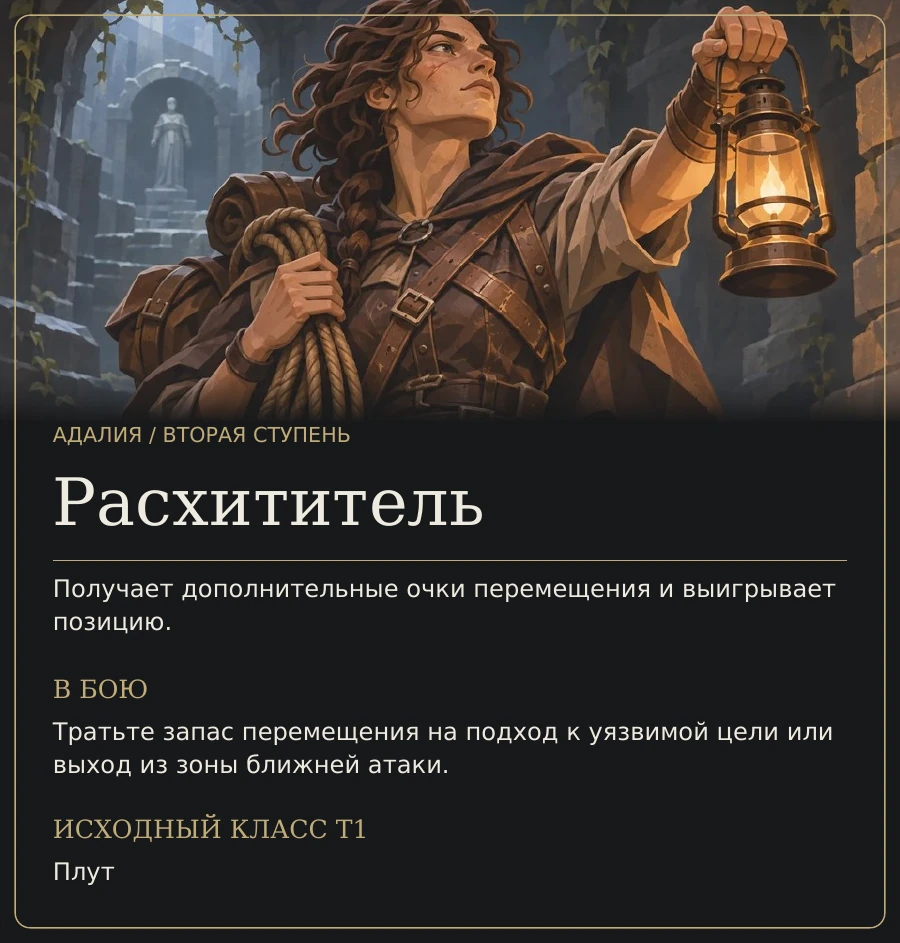 АДАЛИЯ / ВТОРАЯ СТУПЕНЬ
Расхититель
Получает дополнительные очки перемещения и выигрывает
позицию.
В БОЮ
Тратьте запас перемещения на подход к уязвимой цели или
выход из зоны ближней атаки.
ИСХОДНЫЙ КЛАСС Т1
Плут